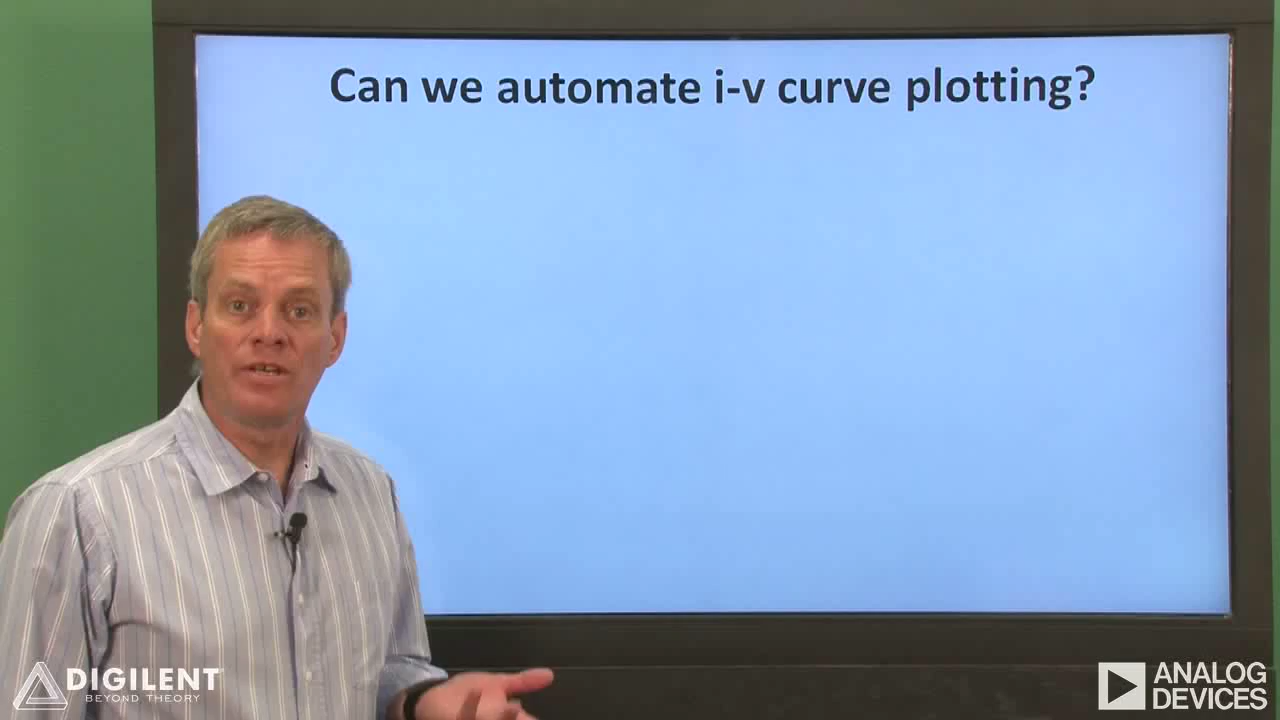 Can we automate i-v curve plotting?
DIGILENT
BEYOND THEORY
ANALOG
DEVICES